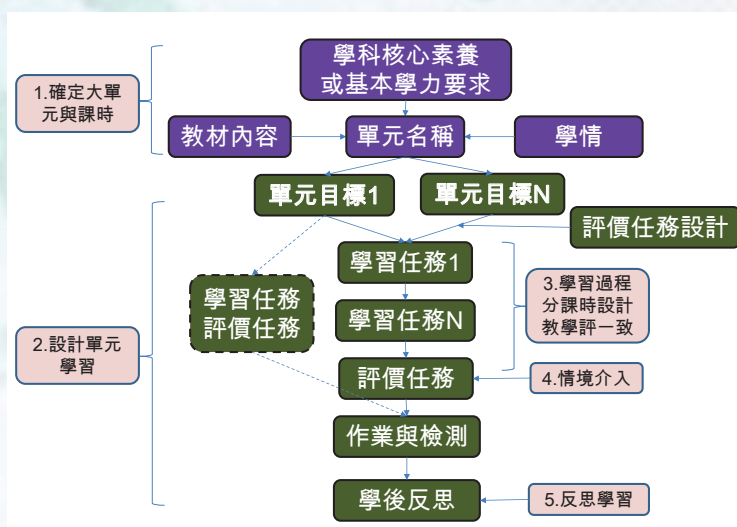 學科核心素養
或基本學力要求
1.確定大單
元與課時
教材內容
單元名稱
學情
單元目標1
單元目標N
評價任務設計
學習任務1
學習任務
評價任務
學習任務N
3.學習過程
分課時設計
教學評一致
2.設計單元
學習
評價任務
4.情境介入
作業與檢測
學後反思
5.反思學習